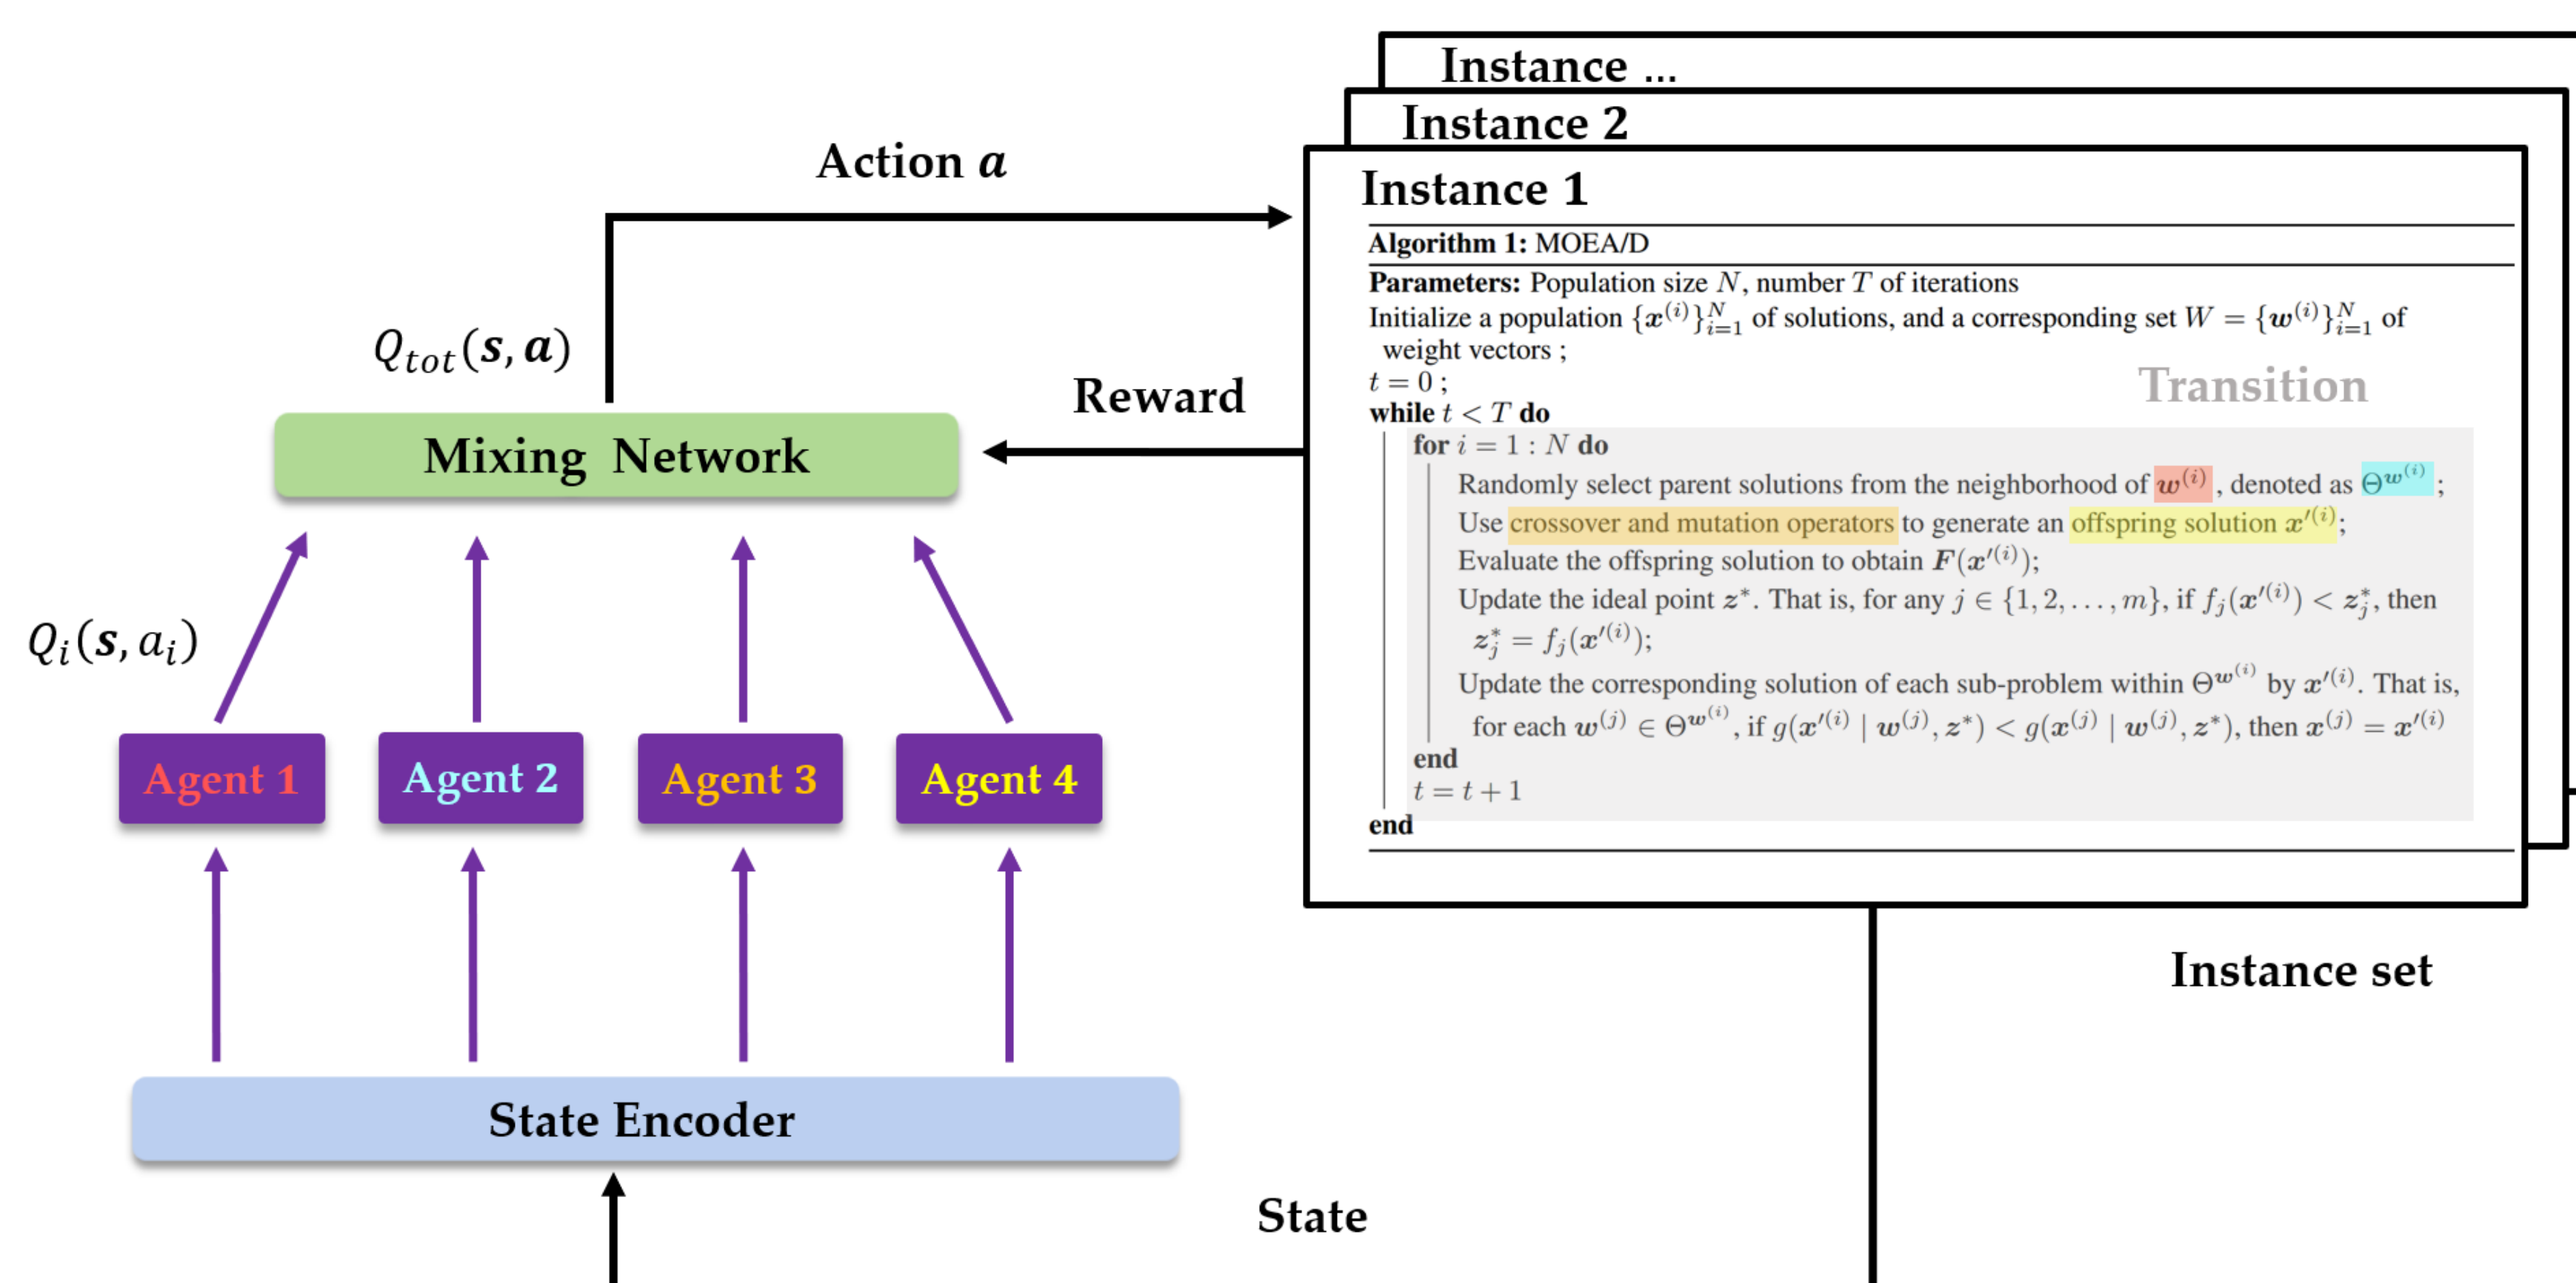 Instance ...
Instance 2
Instance 1
Action a
Algorithm 1: MOEA/D
Parameters: Population size N, number T of iterations
Initialize a population {x^{(i)}}_{i=1}^{N} of solutions, and a corresponding set W = {w^{(i)}}_{i=1}^{N} of
weight vectors ;
t = 0 ;
Transition
while t < T do
for i = 1 : N do
Randomly select parent solutions from the neighborhood of w^{(i)} , denoted as Θ^{w^{(i)}} ;
Use crossover and mutation operators to generate an offspring solution x'^{(i)};
Evaluate the offspring solution to obtain F(x'^{(i)});
Update the ideal point z*. That is, for any j ∈ {1, 2, . . . , m}, if f_j(x'^{(i)}) < z_j^*, then
z_j^* = f_j(x'^{(i)});
Update the corresponding solution of each sub-problem within Θ^{w^{(i)}} by x'^{(i)}. That is,
for each w^{(j)} ∈ Θ^{w^{(i)}}, if g(x'^{(i)} | w^{(j)}, z*) < g(x^{(j)} | w^{(j)}, z*), then x^{(j)} = x'^{(i)}
end
t = t + 1
end
Q_{tot}(s, a)
Reward
Mixing Network
Q_i(s, a_i)
Agent 1
Agent 2
Agent 3
Agent 4
Instance set
State Encoder
State